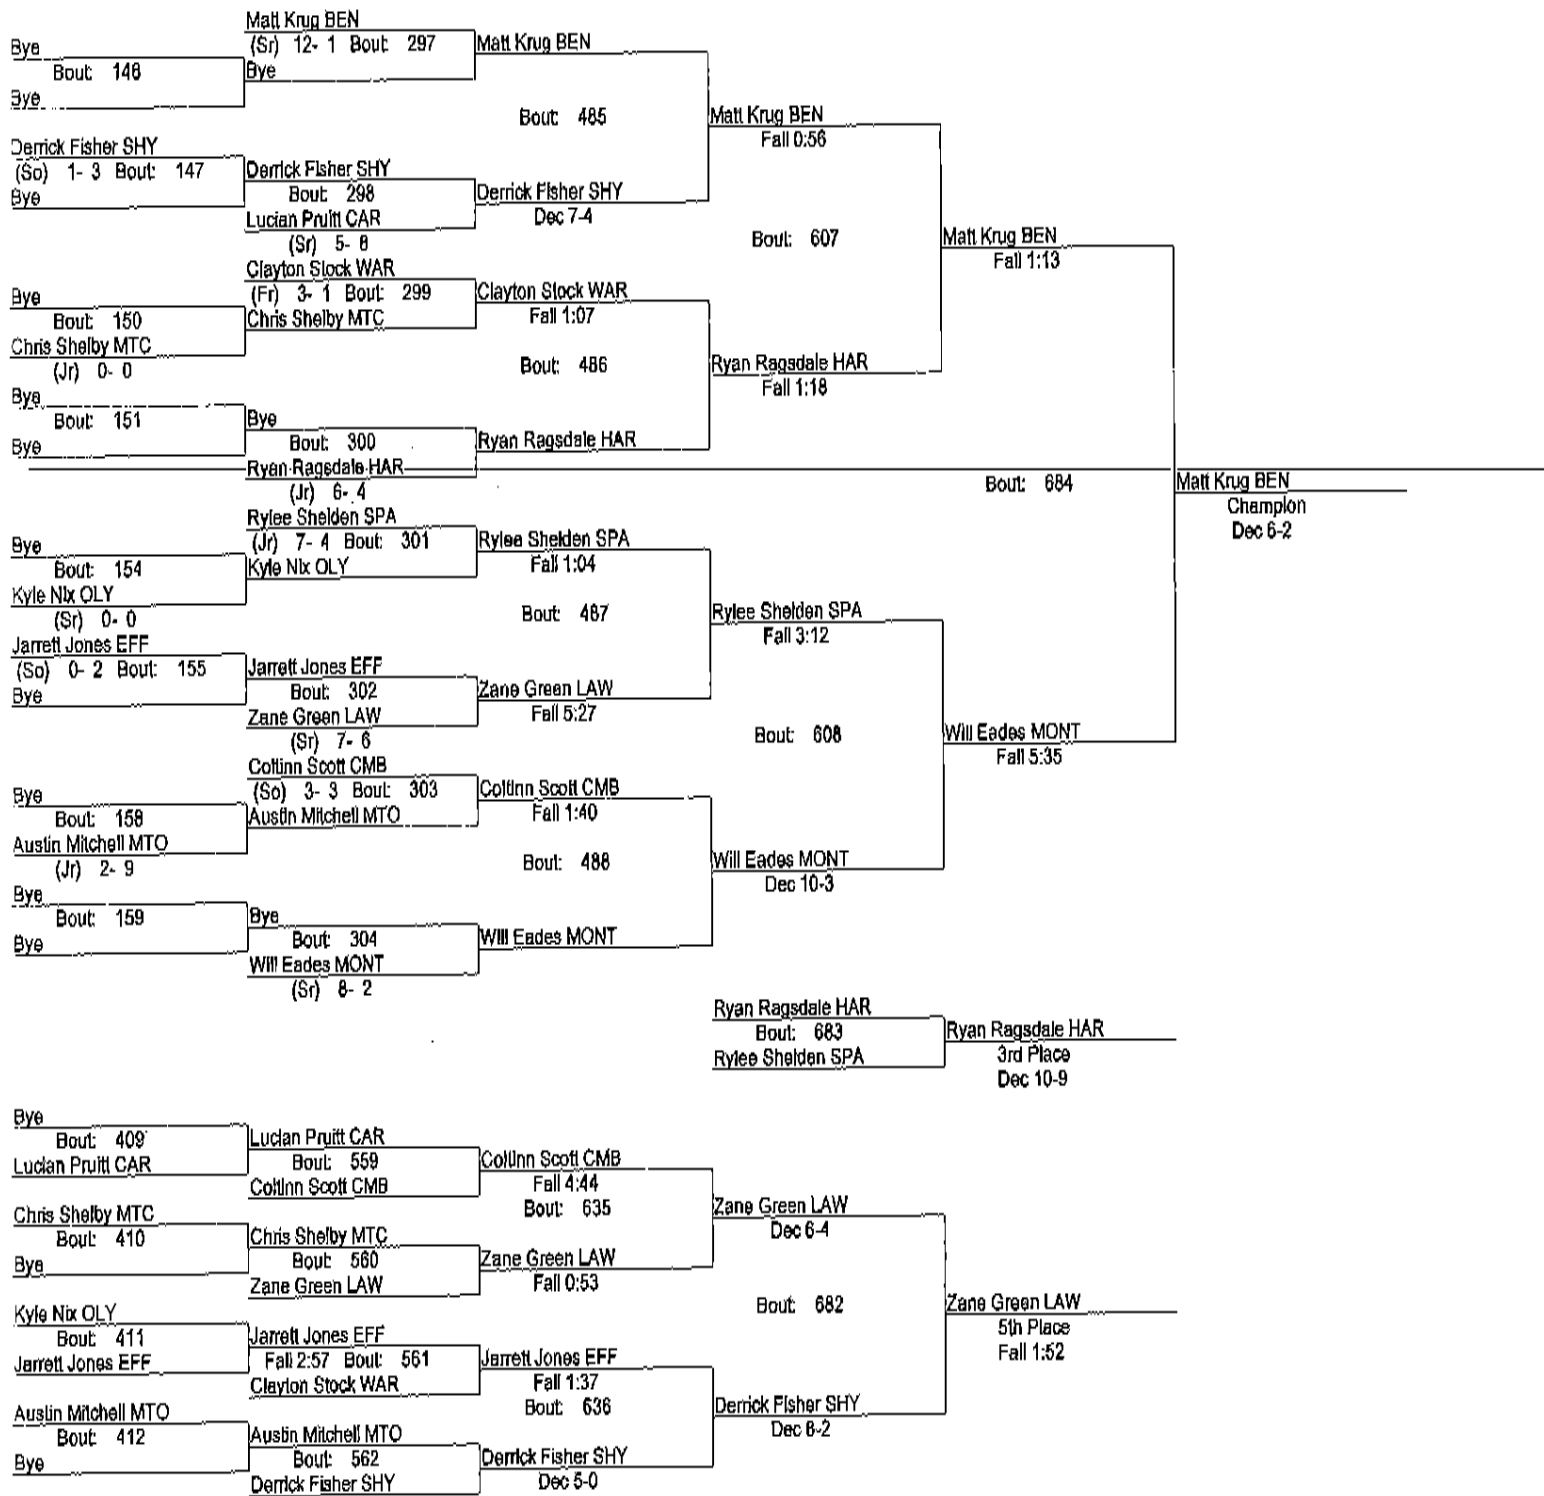 Matt Krug BEN
Bye
(Sr) 12- 1 Bout: 297
Matt Krug BEN
Bout: 146
Bye
Bye
Bout: 485
Matt Krug BEN
Fall 0:56
Derrick Fisher SHY
(So) 1- 3 Bout: 147
Derrick Fisher SHY
Bye
Bout: 298
Derrick Fisher SHY
Lucian Pruitt CAR
Dec 7-4
(Sr) 5- 8
Bout: 607
Matt Krug BEN
Fall 1:13
Clayton Stock WAR
Bye
(Fr) 3- 1 Bout: 299
Clayton Stock WAR
Bout: 150
Chris Shelby MTC
Fall 1:07
Chris Shelby MTC
(Jr) 0- 0
Bout: 486
Ryan Ragsdale HAR
Fall 1:18
Bye
Bout: 151
Bye
Bye
Bout: 300
Ryan Ragsdale HAR
Ryan Ragsdale HAR
(Jr) 6- 4
Bout: 684
Matt Krug BEN
Champion
Dec 6-2
Rylee Shelden SPA
Bye
(Jr) 7- 4 Bout: 301
Rylee Shelden SPA
Bout: 154
Kyle Nix OLY
Fall 1:04
Kyle Nix OLY
(Sr) 0- 0
Bout: 487
Rylee Shelden SPA
Fall 3:12
Jarrett Jones EFF
(So) 0- 2 Bout: 155
Jarrett Jones EFF
Bye
Bout: 302
Zane Green LAW
Zane Green LAW
Fall 5:27
(Sr) 7- 6
Bout: 608
Will Eades MONT
Fall 5:35
Coltinn Scott CMB
Bye
(So) 3- 3 Bout: 303
Coltinn Scott CMB
Bout: 158
Austin Mitchell MTO
Fall 1:40
Austin Mitchell MTO
(Jr) 2- 9
Bout: 488
Will Eades MONT
Dec 10-3
Bye
Bout: 159
Bye
Bye
Bout: 304
Will Eades MONT
Will Eades MONT
(Sr) 8- 2
Ryan Ragsdale HAR
Bout: 683
Ryan Ragsdale HAR
Rylee Shelden SPA
3rd Place
Dec 10-9
Bye
Bout: 409
Lucian Pruitt CAR
Lucian Pruitt CAR
Bout: 559
Coltinn Scott CMB
Coltinn Scott CMB
Fall 4:44
Bout: 635
Zane Green LAW
Dec 6-4
Chris Shelby MTC
Bout: 410
Chris Shelby MTC
Bye
Bout: 560
Zane Green LAW
Zane Green LAW
Fall 0:53
Bout: 682
Zane Green LAW
5th Place
Fall 1:52
Kyle Nix OLY
Bout: 411
Jarrett Jones EFF
Jarrett Jones EFF
Fall 2:57 Bout: 561
Jarrett Jones EFF
Clayton Stock WAR
Fall 1:37
Bout: 636
Derrick Fisher SHY
Dec 6-2
Austin Mitchell MTO
Bout: 412
Austin Mitchell MTO
Bye
Bout: 562
Derrick Fisher SHY
Derrick Fisher SHY
Dec 5-0